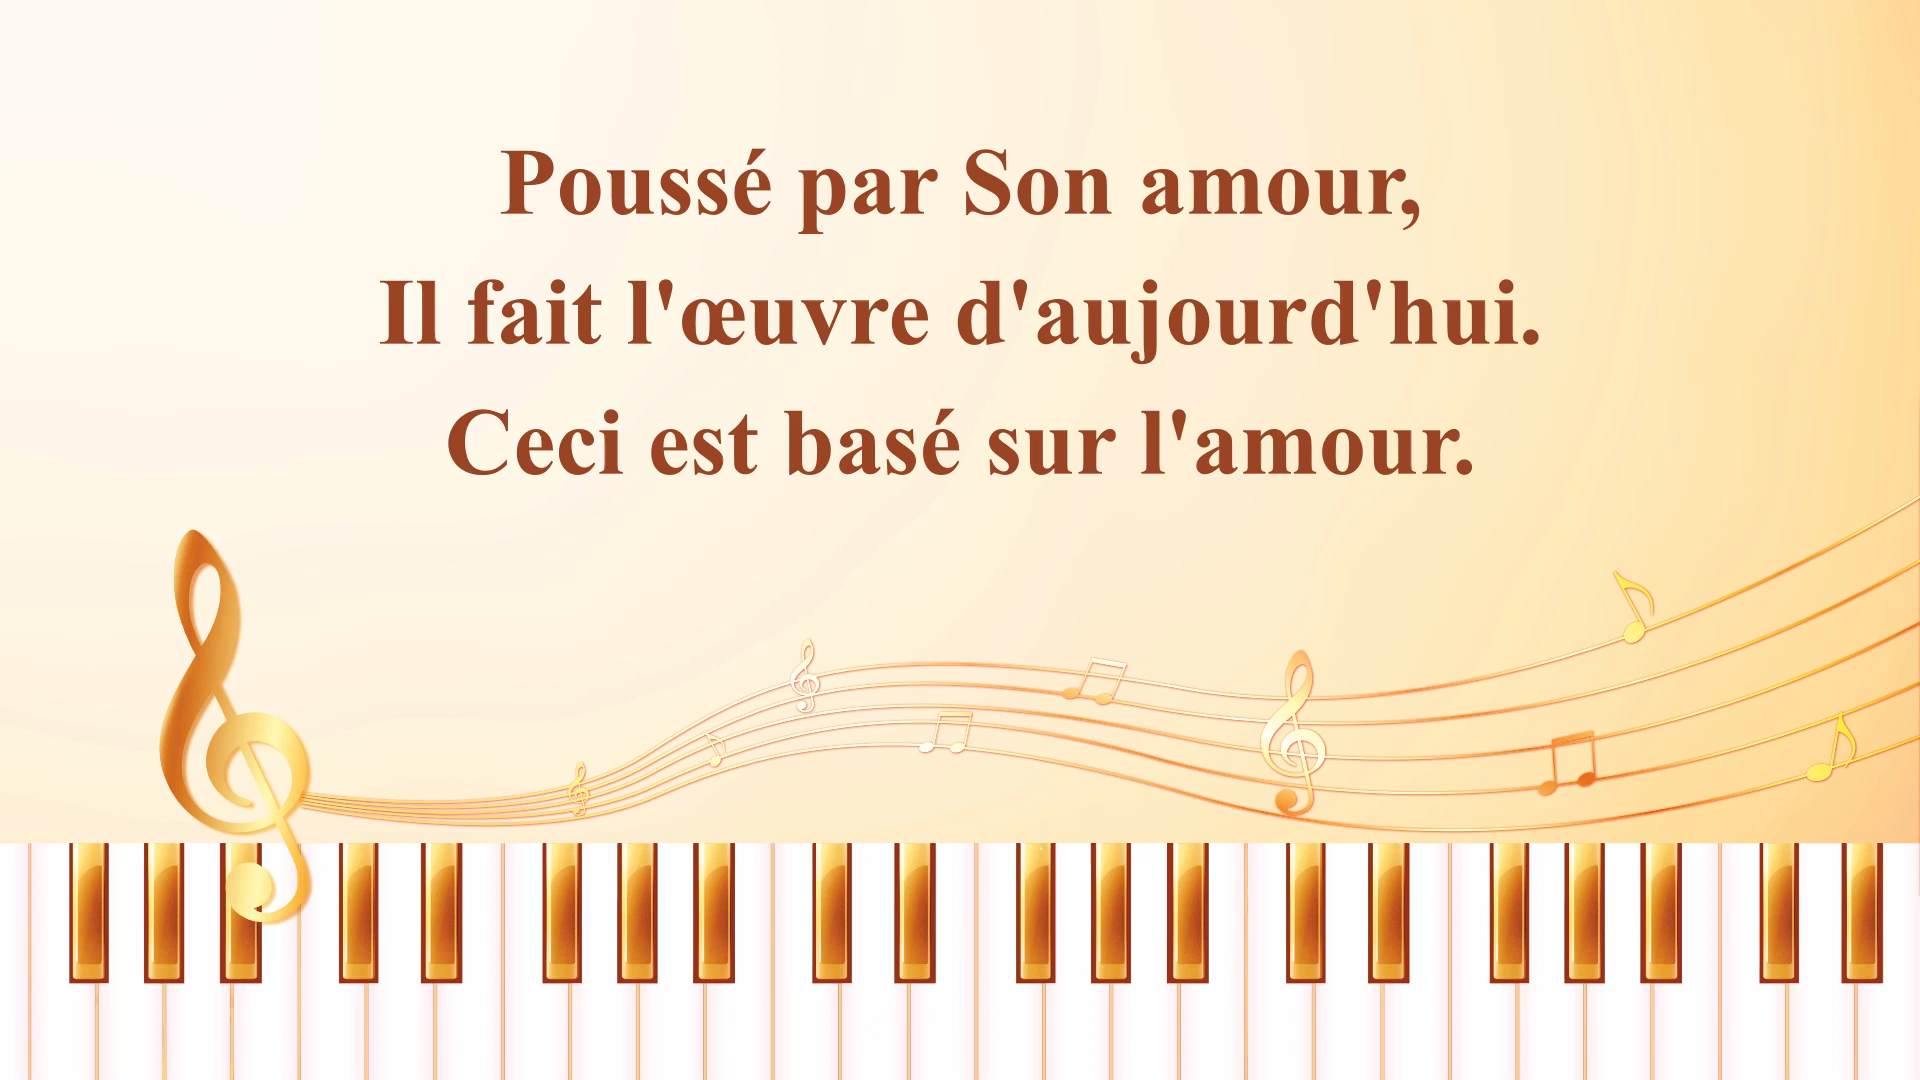 Poussé par Son amour,
Il fait l'œuvre d'aujourd'hui.
Ceci est basé sur l'amour.